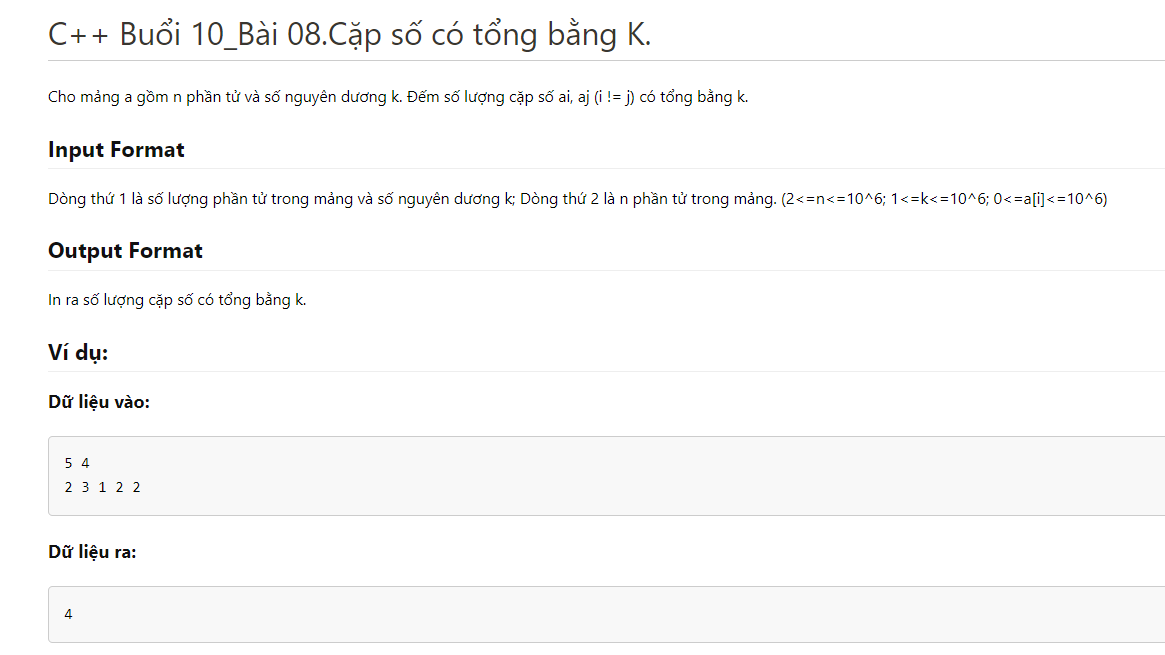 C++ Buổi 10_Bài 08.Cặp số có tổng bằng K.
Cho mảng a gồm n phần tử và số nguyên dương k. Đếm số lượng cặp số ai, aj (i != j) có tổng bằng k.
Input Format
Dòng thứ 1 là số lượng phần tử trong mảng và số nguyên dương k; Dòng thứ 2 là n phần tử trong mảng. (2<=n<=10^6; 1<=k<=10^6; 0<=a[i]<=10^6)
Output Format
In ra số lượng cặp số có tổng bằng k.
Ví dụ:
Dữ liệu vào:
5 4
2 3 1 2 2
Dữ liệu ra:
4